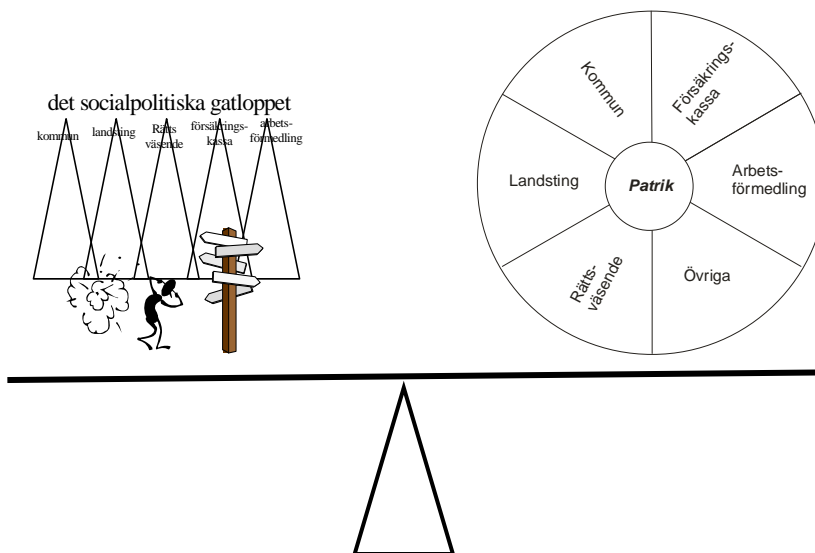 det socialpolitiska gatloppet
kommun
landsting
Rätts
väsende
försäkrings-
kassa
arbets-
förmedling
Kommun
Försäkrings-
kassa
Landsting
Patrik
Arbets-
förmedling
Rätts-
väsende
Övriga